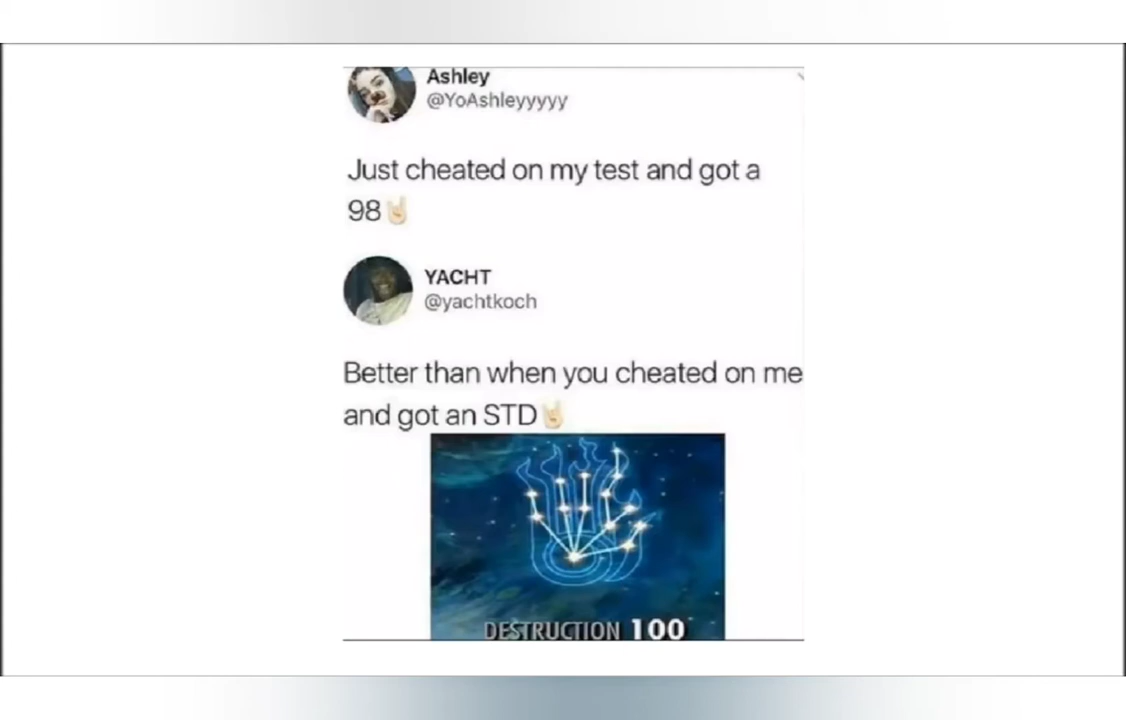 Ashley
@YoAshleyyyyy
Just cheated on my test and got a
98🤘🏻
YACHT
@yachtkoch
Better than when you cheated on me
and got an STD🤘🏻
DESTRUCTION 100